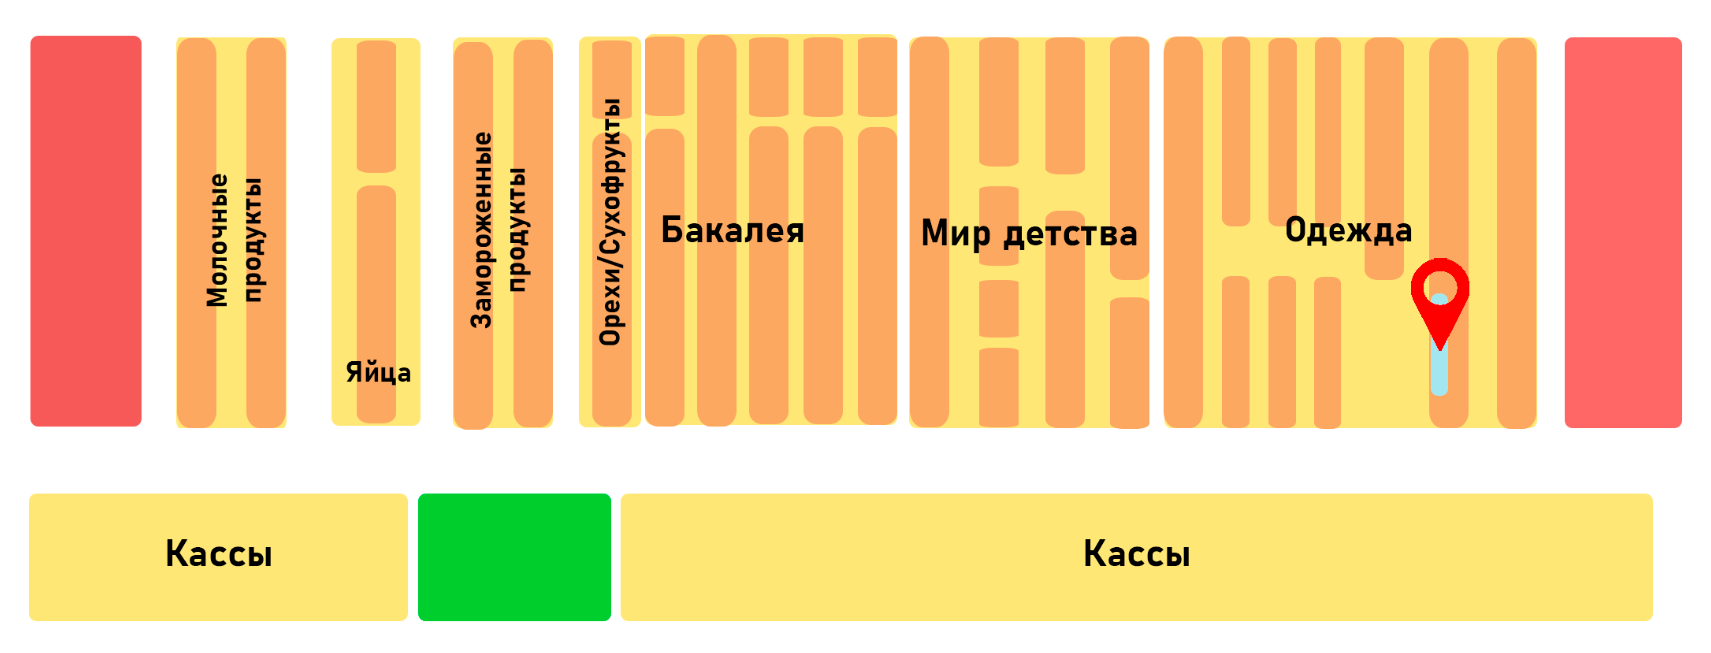 Молочные
продукты
Яйца
Замороженные
продукты
Орехи/Сухофрукты
Бакалея
Мир детства
Одежда
Кассы
Кассы